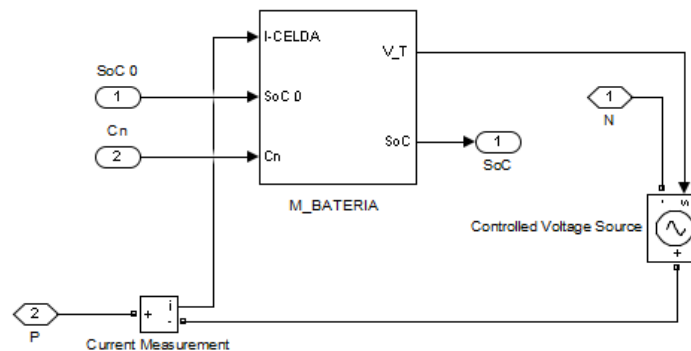 I-CELDA
V_T
SoC 0
1
SoC 0
1
N
Cn
2
Cn
SoC
1
SoC
M_BATERIA
- s
Controlled Voltage Source
+
2
P
+ i
-
Current Measurement